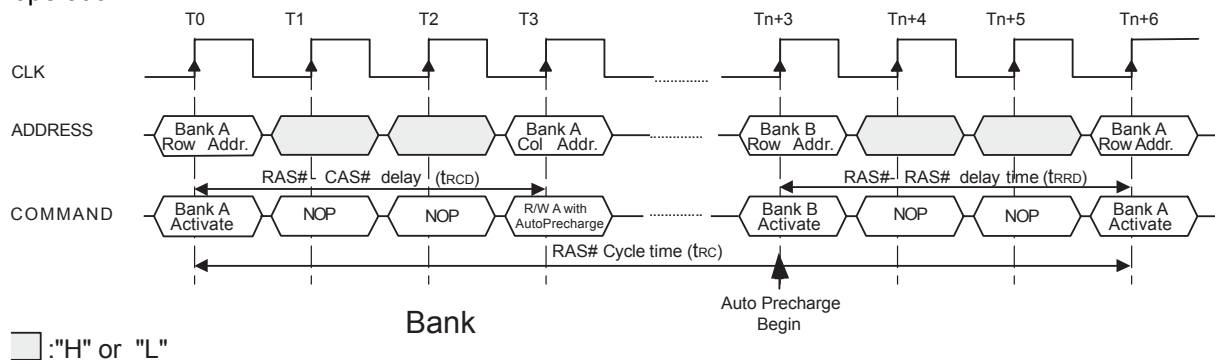 T0 T1 T2 T3 Tn+3 Tn+4 Tn+5 Tn+6
CLK
ADDRESS Bank A Row Addr. Bank A Col Addr. Bank B Row Addr. Bank A Row Addr.
RAS# - CAS# delay (tRCD) RAS# - RAS# delay time (tRRD)
COMMAND Bank A Activate NOP NOP R/W A with AutoPrecharge Bank B Activate NOP NOP Bank A Activate
RAS# Cycle time (tRC)
Auto Precharge Begin
Bank
:"H" or "L"